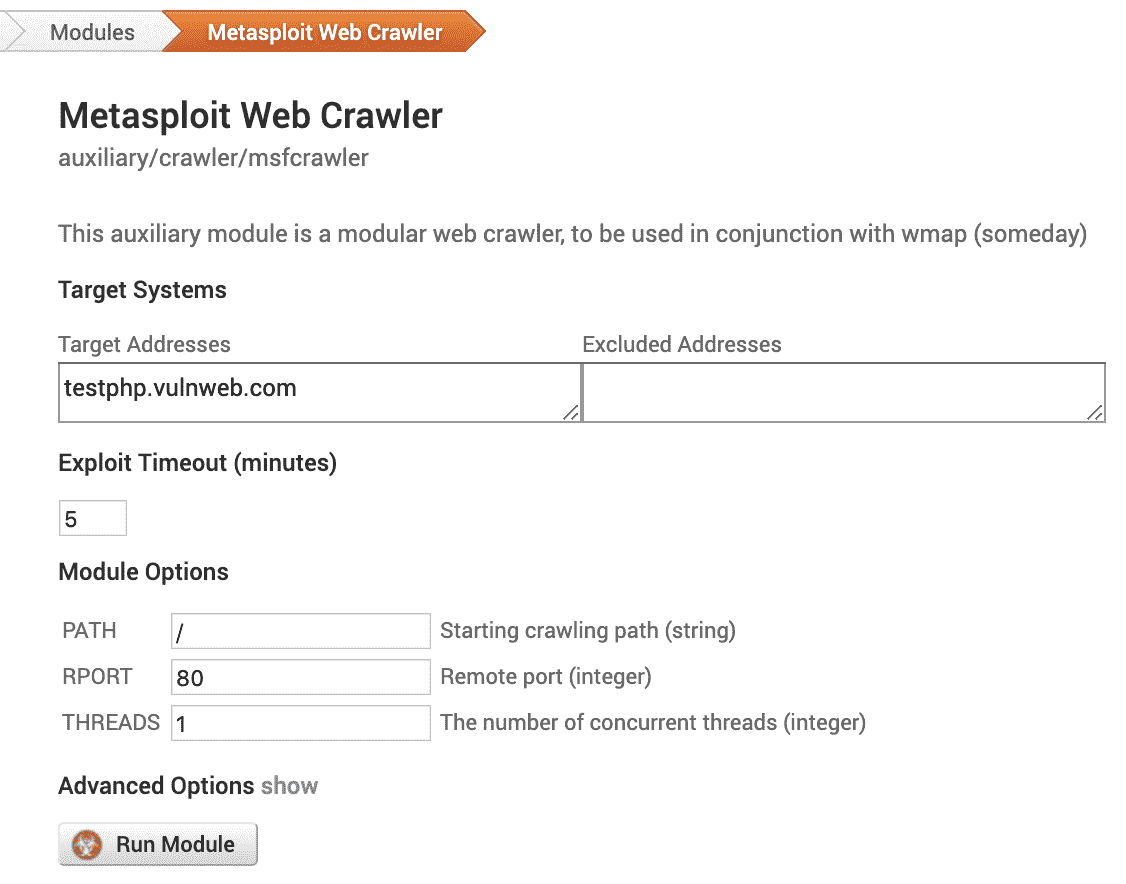 Modules Metasploit Web Crawler
Metasploit Web Crawler
auxiliary/crawler/msfcrawler
This auxiliary module is a modular web crawler, to be used in conjunction with wmap (someday)
Target Systems
Target Addresses Excluded Addresses
testphp.vulnweb.com
Exploit Timeout (minutes)
5
Module Options
PATH / Starting crawling path (string)
RPORT 80 Remote port (integer)
THREADS 1 The number of concurrent threads (integer)
Advanced Options show
Run Module